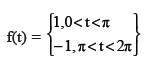 f(t) = { 1, 0 < t < π
−1, π < t < 2π